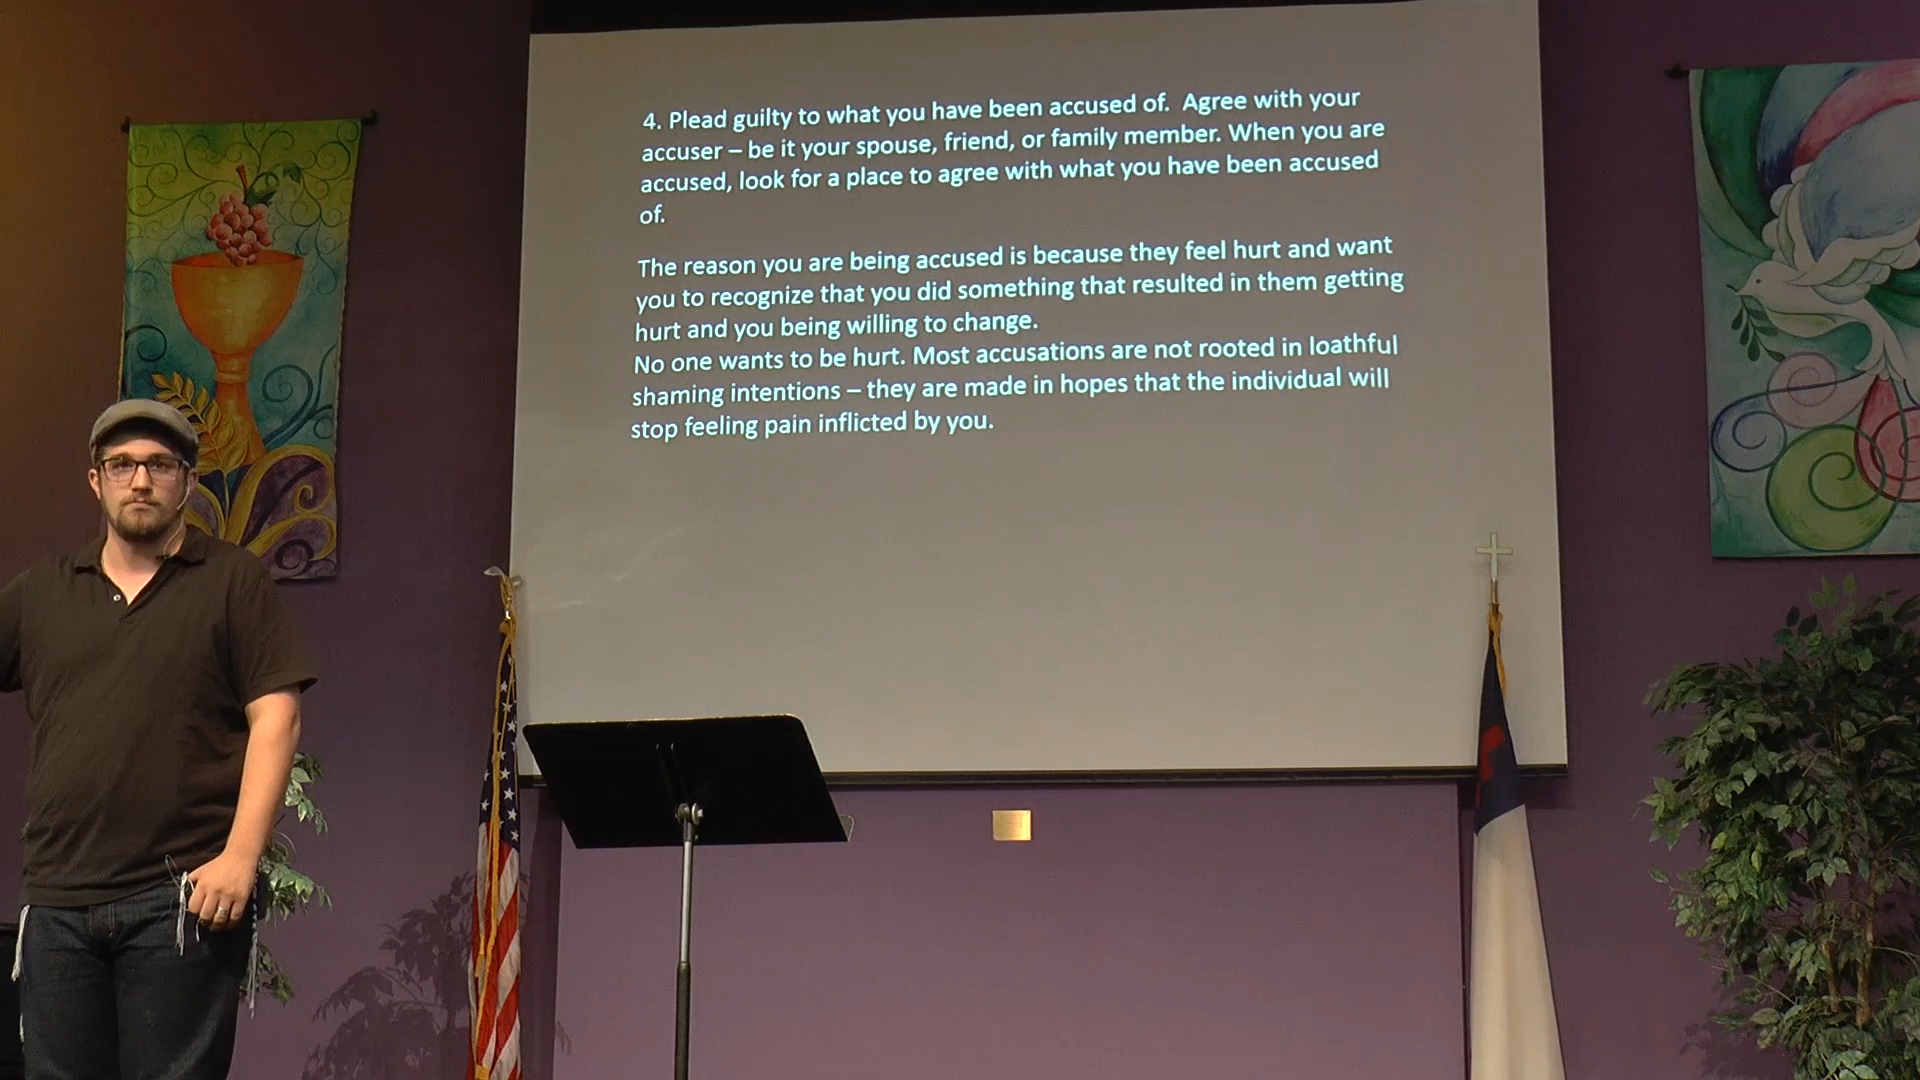 4. Plead guilty to what you have been accused of.  Agree with your
accuser – be it your spouse, friend, or family member. When you are
accused, look for a place to agree with what you have been accused
of.
The reason you are being accused is because they feel hurt and want
you to recognize that you did something that resulted in them getting
hurt and you being willing to change.
No one wants to be hurt. Most accusations are not rooted in loathful
shaming intentions – they are made in hopes that the individual will
stop feeling pain inflicted by you.